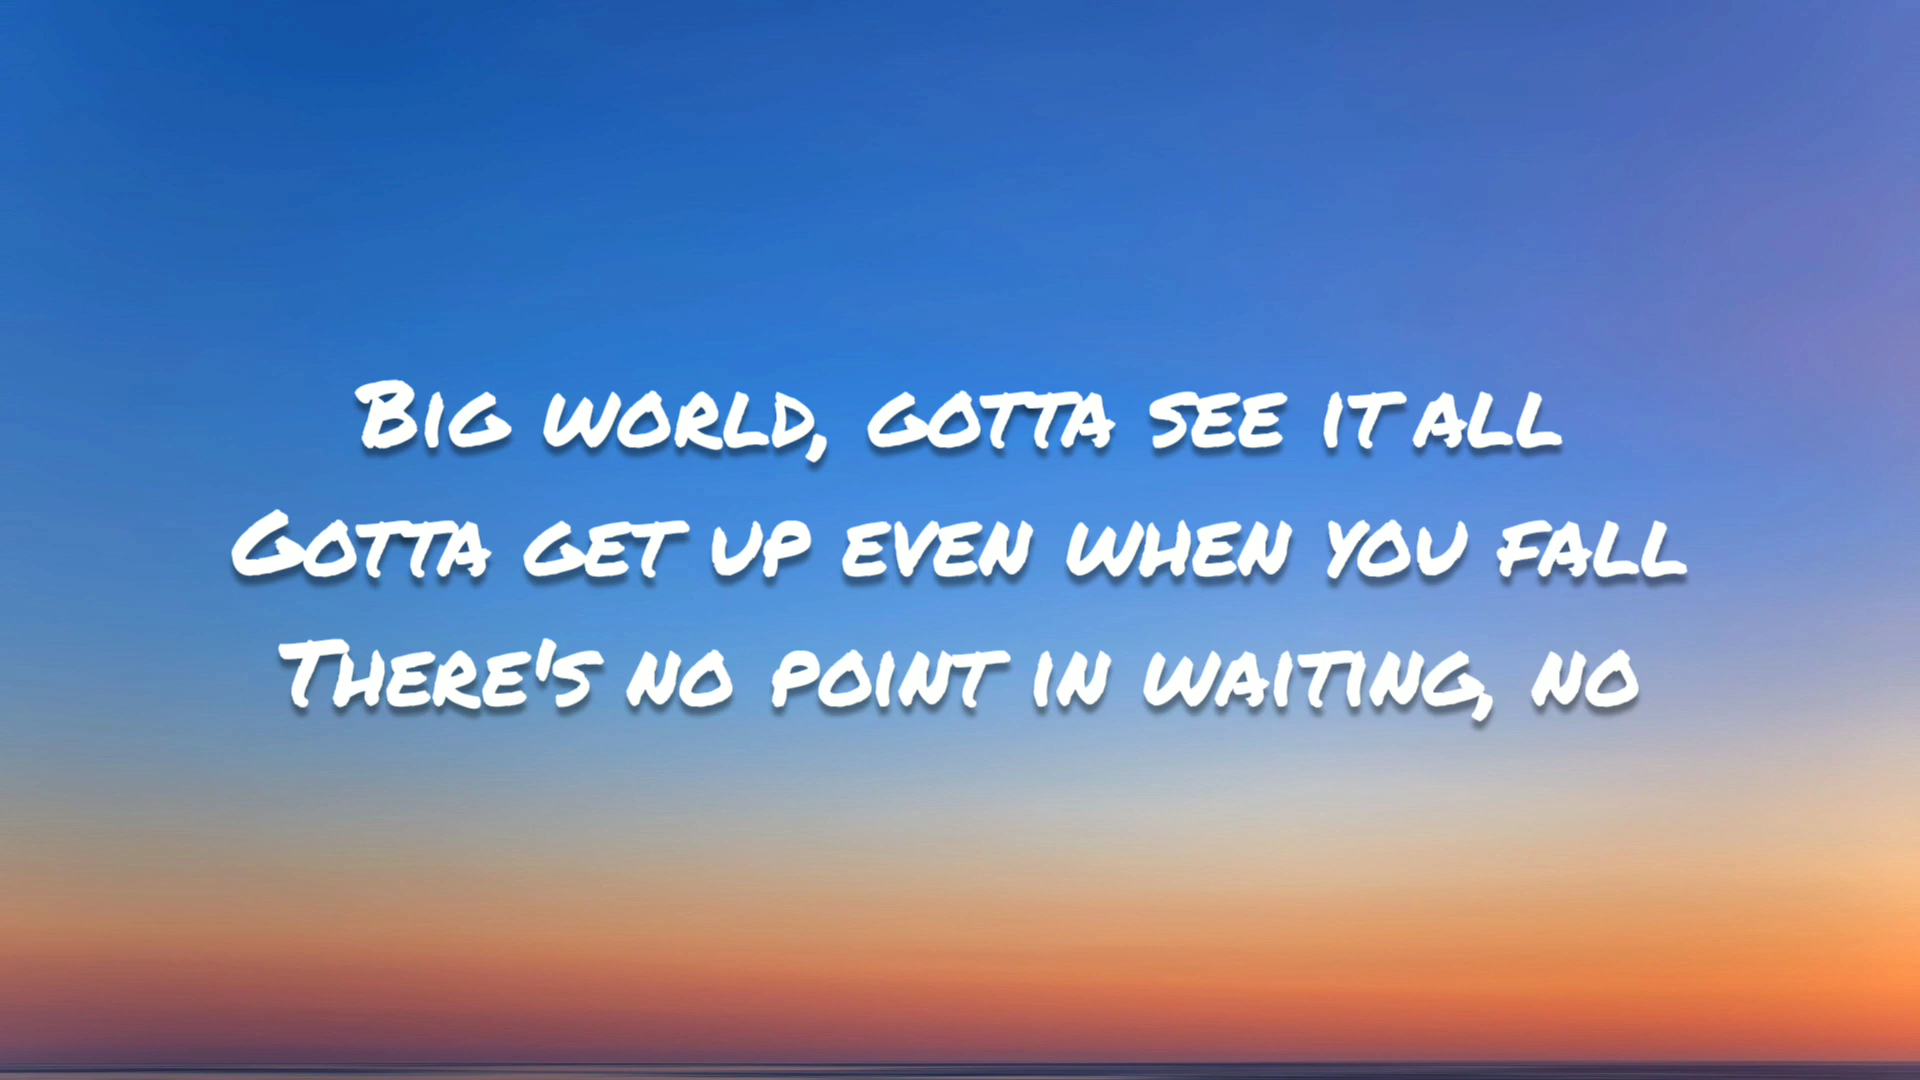 Big world, gotta see it all
Gotta get up even when you fall
There's no point in waiting, no